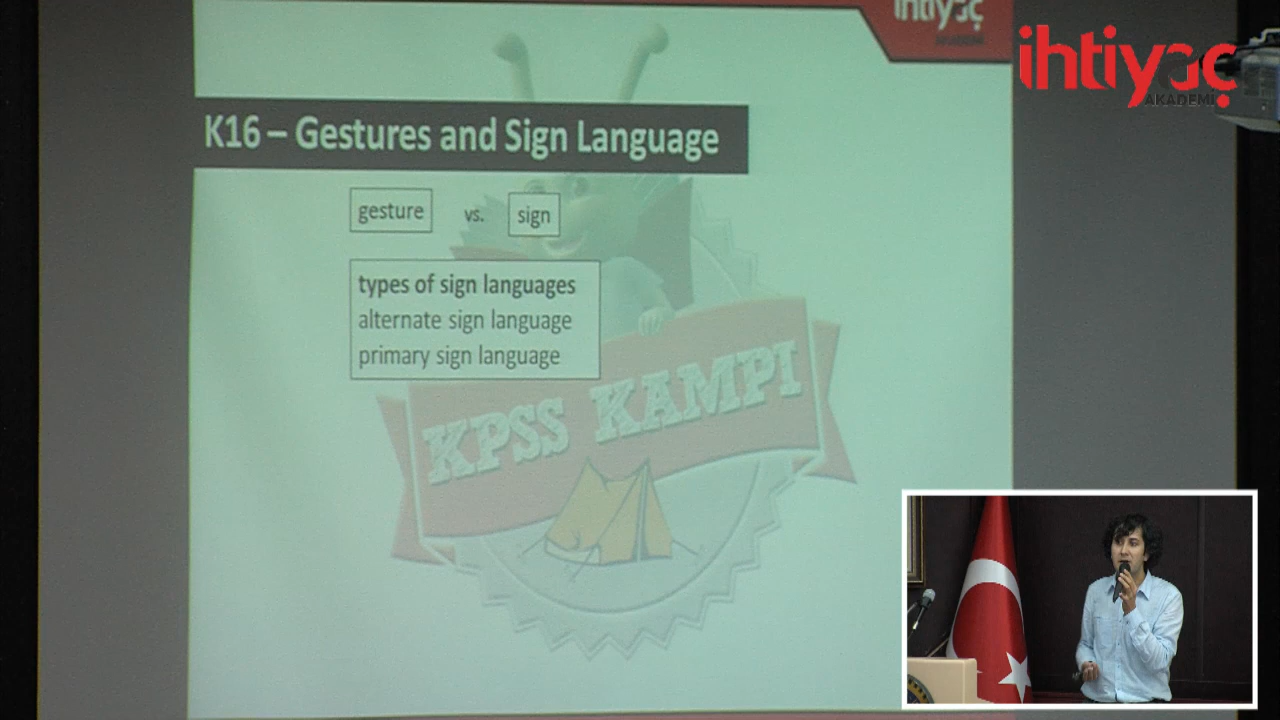 ihtiyaç
AKADEMİ
ihtiyaç
AKADEMİ
K16 – Gestures and Sign Language
gesture vs. sign
types of sign languages
alternate sign language
primary sign language
KPSS KAMPI